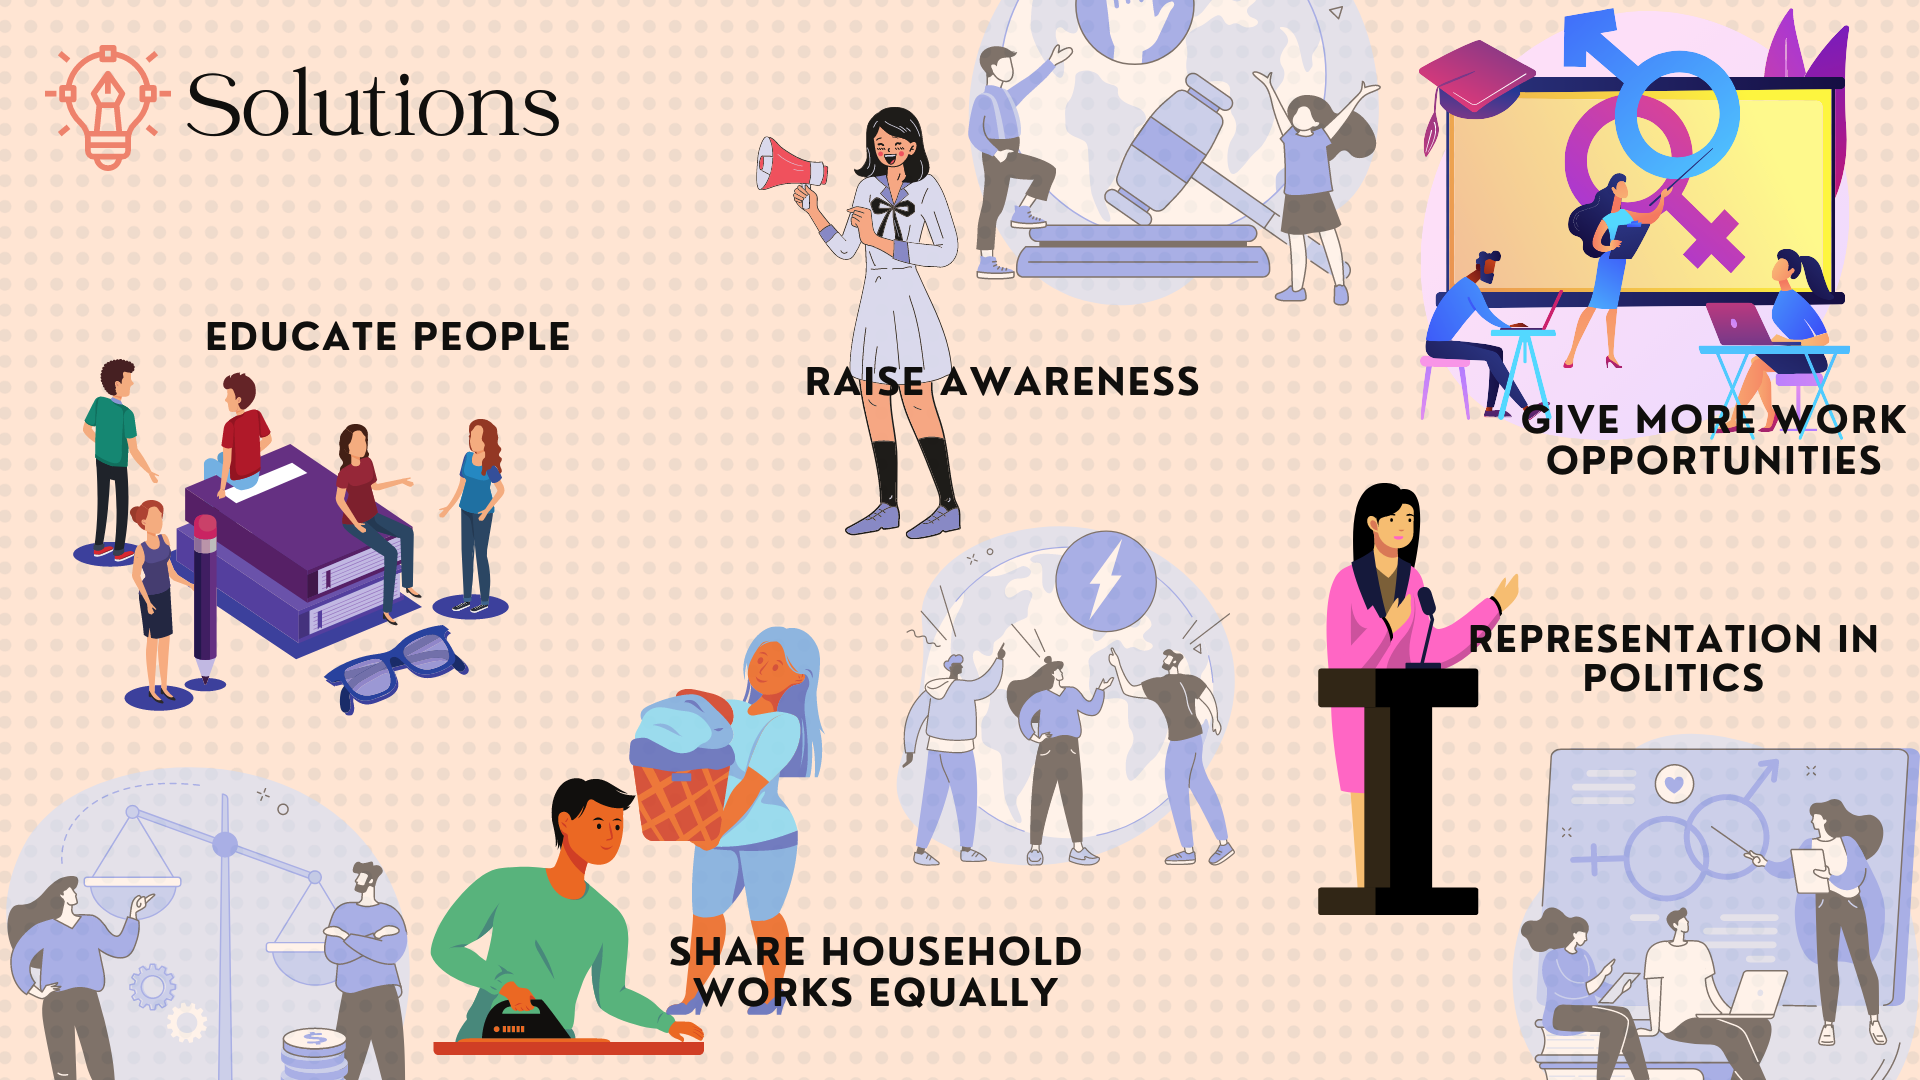 Solutions
EDUCATE PEOPLE
RAISE AWARENESS
GIVE MORE WORK
OPPORTUNITIES
REPRESENTATION IN
POLITICS
SHARE HOUSEHOLD
WORKS EQUALLY
$